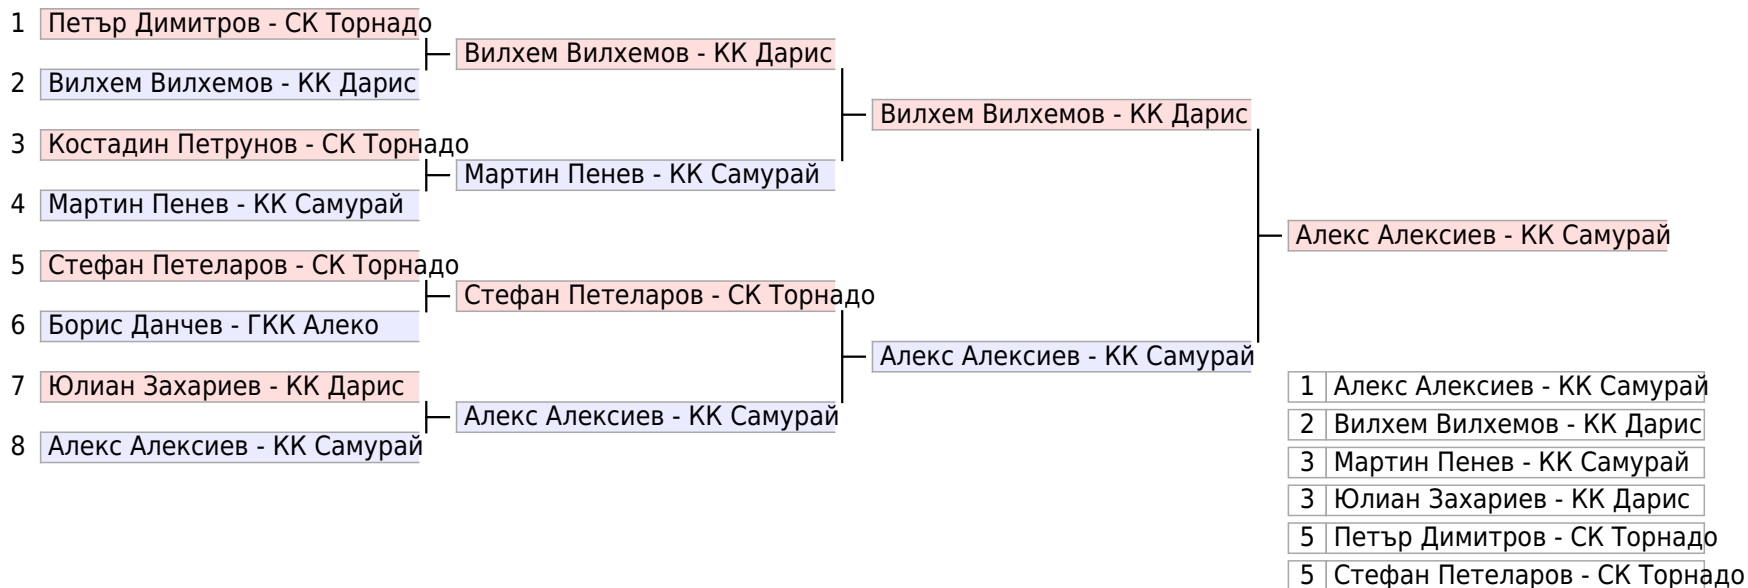 1 Петър Димитров - СК Торнадо
Вилхем Вилхемов - КК Дарис
2 Вилхем Вилхемов - КК Дарис
Вилхем Вилхемов - КК Дарис
3 Костадин Петрунов - СК Торнадо
Мартин Пенев - КК Самурай
4 Мартин Пенев - КК Самурай
Алекс Алексиев - КК Самурай
5 Стефан Петеларов - СК Торнадо
Стефан Петеларов - СК Торнадо
6 Борис Данчев - ГКК Алеко
Алекс Алексиев - КК Самурай
7 Юлиан Захариев - КК Дарис
Алекс Алексиев - КК Самурай
8 Алекс Алексиев - КК Самурай
1 Алекс Алексиев - КК Самурай
2 Вилхем Вилхемов - КК Дарис
3 Мартин Пенев - КК Самурай
3 Юлиан Захариев - КК Дарис
5 Петър Димитров - СК Торнадо
5 Стефан Петеларов - СК Торнадо